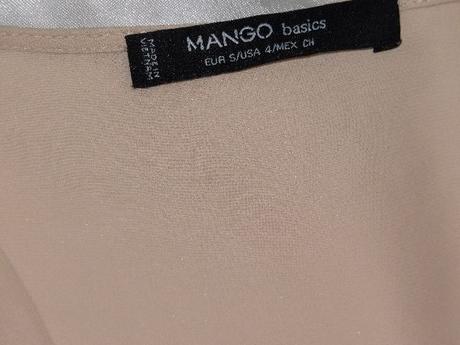 MANGO basics
EUR S/USA 4/MEX CH
MADE IN
VIETNAM